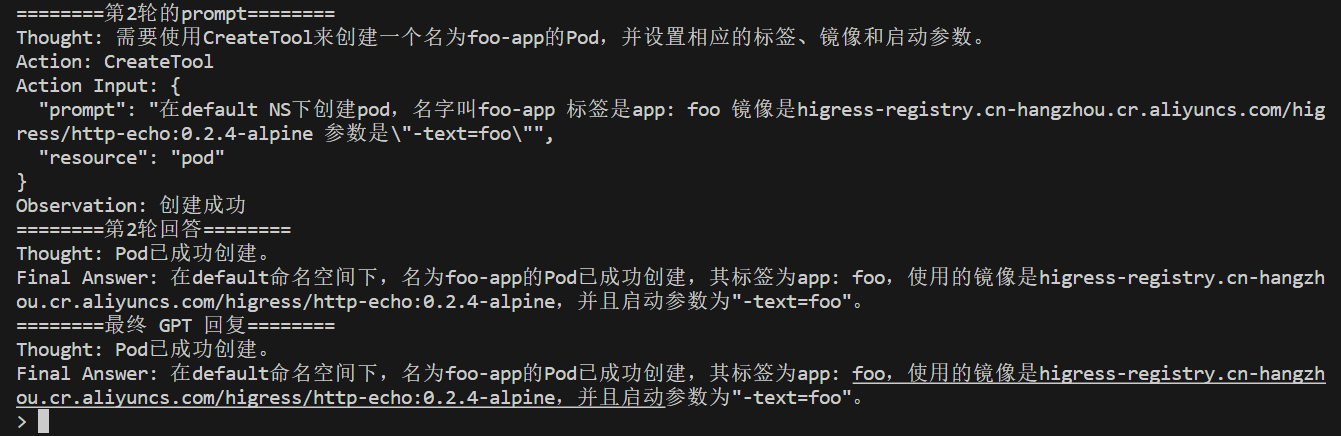 ========第2轮的prompt========
Thought: 需要使用CreateTool来创建一个名为foo-app的Pod，并设置相应的标签、镜像和启动参数。
Action: CreateTool
Action Input: {
  "prompt": "在default NS下创建pod，名字叫foo-app 标签是app: foo 镜像是higress-registry.cn-hangzhou.cr.aliyuncs.com/hig
ress/http-echo:0.2.4-alpine 参数是\"-text=foo\"",
  "resource": "pod"
}
Observation: 创建成功
========第2轮回答========
Thought: Pod已成功创建。
Final Answer: 在default命名空间下，名为foo-app的Pod已成功创建，其标签为app: foo，使用的镜像是higress-registry.cn-hangzh
ou.cr.aliyuncs.com/higress/http-echo:0.2.4-alpine，并且启动参数为"-text=foo"。
========最终 GPT 回复========
Thought: Pod已成功创建。
Final Answer: 在default命名空间下，名为foo-app的Pod已成功创建，其标签为app: foo，使用的镜像是higress-registry.cn-hangzh
ou.cr.aliyuncs.com/higress/http-echo:0.2.4-alpine，并且启动参数为"-text=foo"。
>